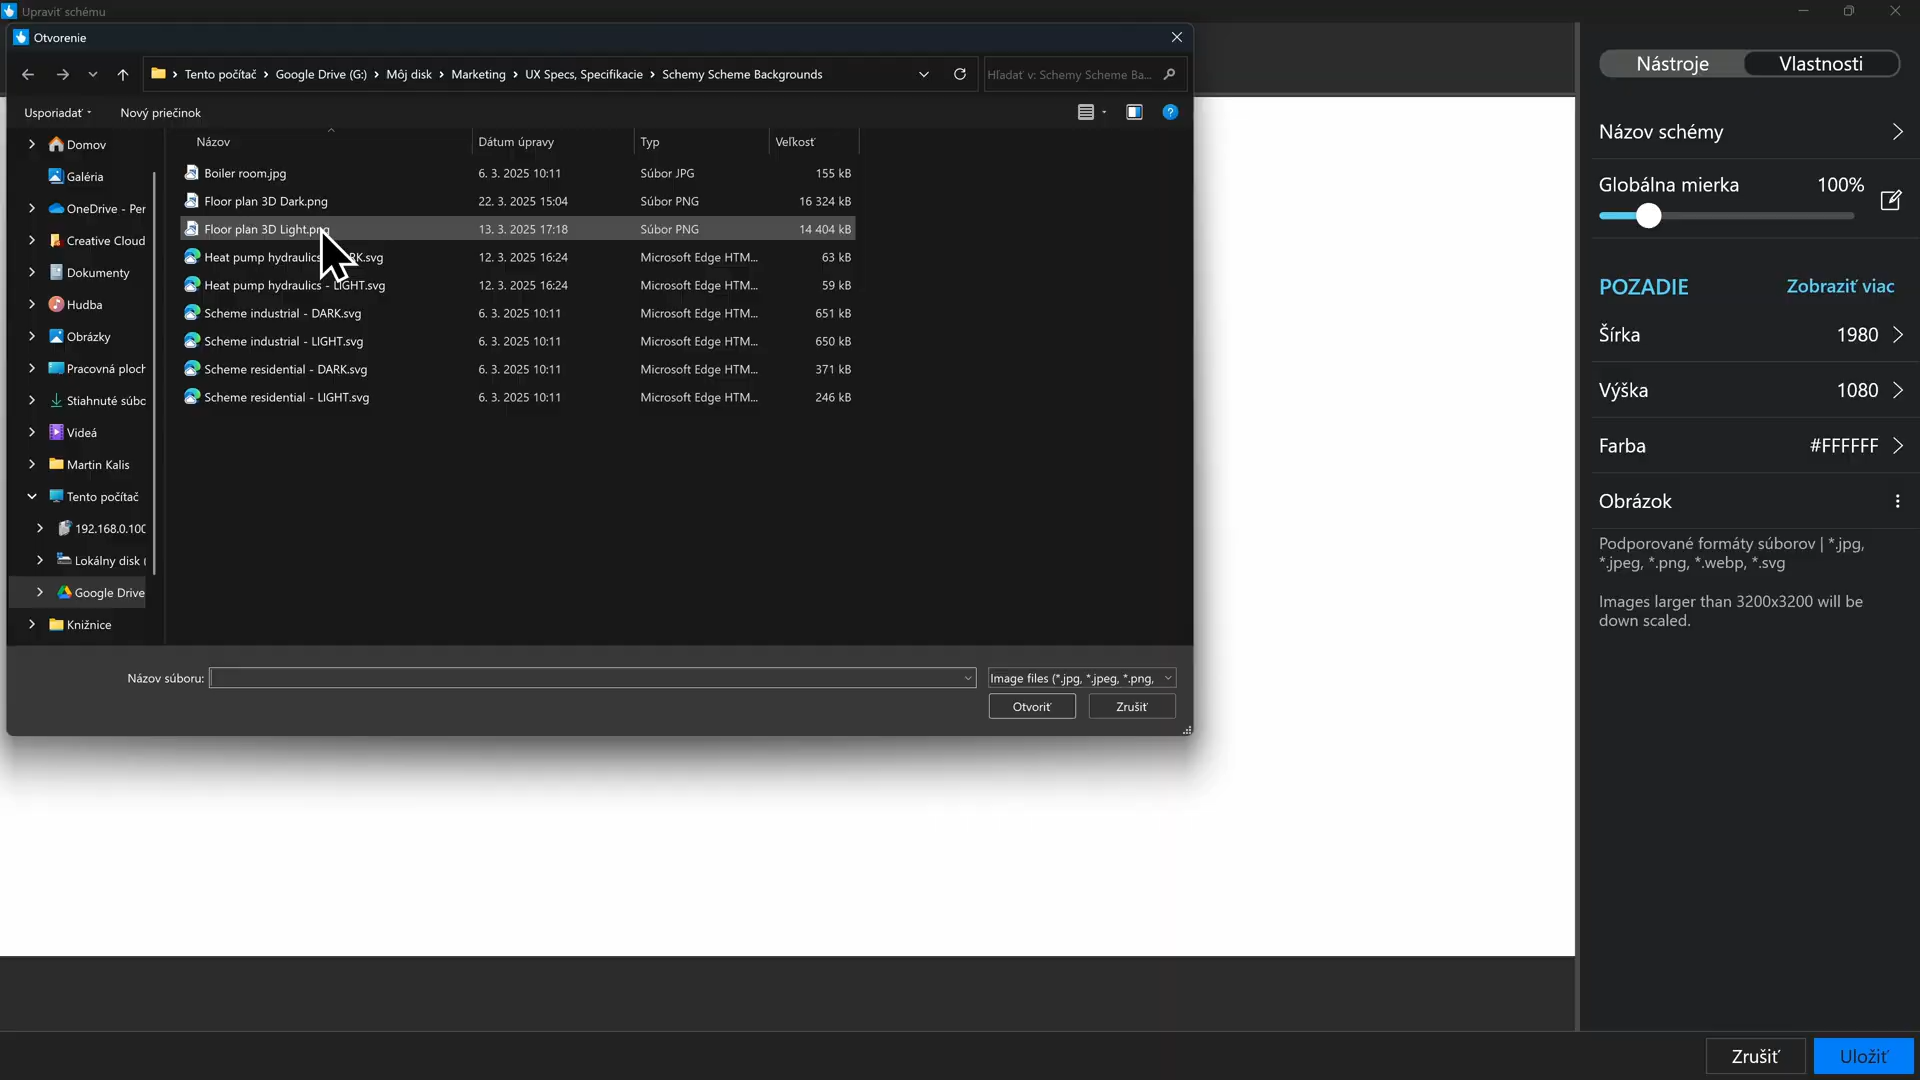 Upraviť schému
Otvorenie
Tento počítač
Google Drive (G:)
Môj disk
Marketing
UX Specs, Specifikacie
Schemy Scheme Backgrounds
Hľadať v: Schemy Scheme Ba...
Usporiadať
Nový priečinok
Názov
Dátum úpravy
Typ
Veľkosť
Domov
Galéria
OneDrive - Per
Creative Cloud
Dokumenty
Hudba
Obrázky
Pracovná ploch
Stiahnuté súbo
Videá
Martin Kalis
Tento počítač
192.168.0.100
Lokálny disk (
Google Drive
Knižnice
Boiler room.jpg 6. 3. 2025 10:11 Súbor JPG 155 kB
Floor plan 3D Dark.png 22. 3. 2025 15:04 Súbor PNG 16 324 kB
Floor plan 3D Light.png 13. 3. 2025 17:18 Súbor PNG 14 404 kB
Heat pump hydraulics RK.svg 12. 3. 2025 16:24 Microsoft Edge HTM... 63 kB
Heat pump hydraulics - LIGHT.svg 12. 3. 2025 16:24 Microsoft Edge HTM... 59 kB
Scheme industrial - DARK.svg 6. 3. 2025 10:11 Microsoft Edge HTM... 651 kB
Scheme industrial - LIGHT.svg 6. 3. 2025 10:11 Microsoft Edge HTM... 650 kB
Scheme residential - DARK.svg 6. 3. 2025 10:11 Microsoft Edge HTM... 371 kB
Scheme residential - LIGHT.svg 6. 3. 2025 10:11 Microsoft Edge HTM... 246 kB
Názov súboru:
Image files (*.jpg, *.jpeg, *.png,
Otvoriť
Zrušiť
Nástroje
Vlastnosti
Názov schémy
Globálna mierka 100%
POZADIE
Zobraziť viac
Šírka 1980
Výška 1080
Farba #FFFFFF
Obrázok
Podporované formáty súborov | *.jpg,
*.jpeg, *.png, *.webp, *.svg
Images larger than 3200x3200 will be
down scaled.
Zrušiť
Uložiť